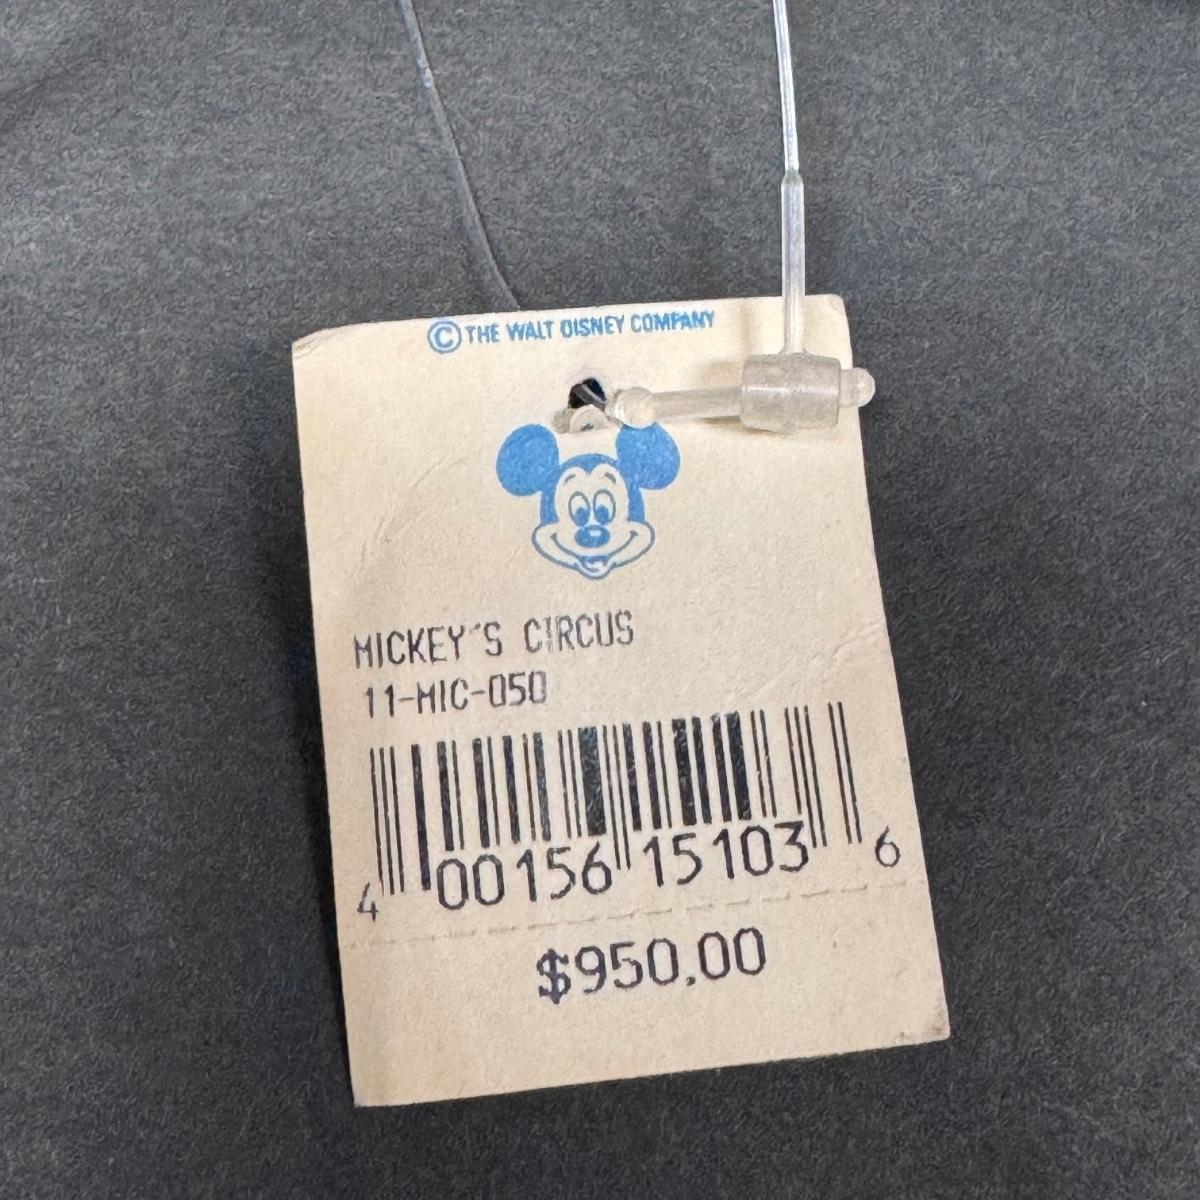 © THE WALT DISNEY COMPANY
MICKEY'S CIRCUS
11-MIC-050
4 00156 15103 6
$950.00